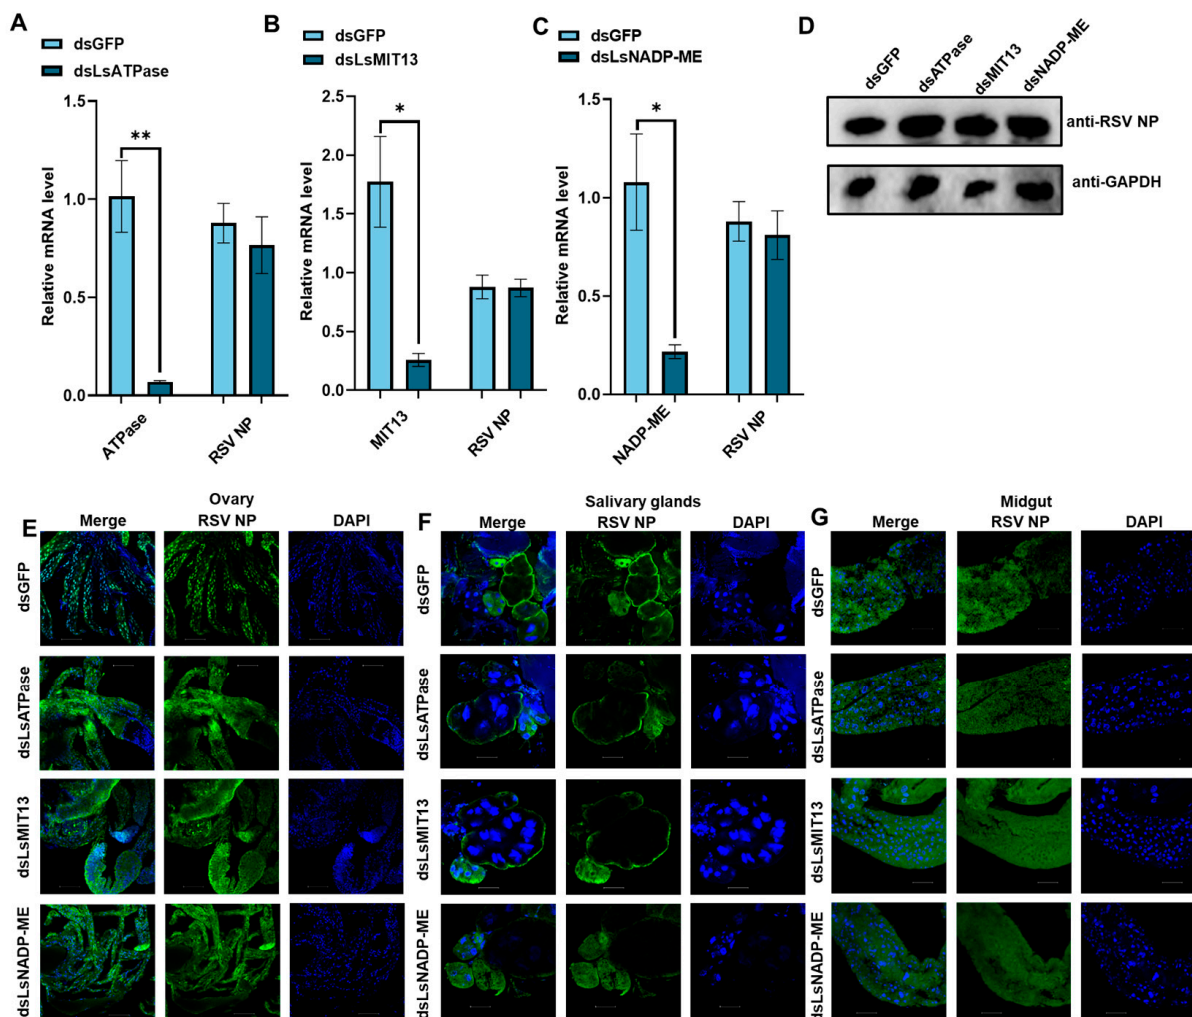 A
dsGFP
dsLsATPase
Relative mRNA level
1.5
1.0
0.5
0.0
**
ATPase
RSV NP
B
dsGFP
dsLsMIT13
Relative mRNA level
2.5
2.0
1.5
1.0
0.5
0.0
*
MIT13
RSV NP
C
dsGFP
dsLsNADP-ME
Relative mRNA level
1.5
1.0
0.5
0.0
*
NADP-ME
RSV NP
D
dsGFP
dsATPase
dsMIT13
dsNADP-ME
anti-RSV NP
anti-GAPDH
E
Ovary
Merge RSV NP DAPI
dsGFP
dsLsATPase
dsLsMIT13
dsLsNADP-ME
F
Salivary glands
Merge RSV NP DAPI
dsGFP
dsLsATPase
dsLsMIT13
dsLsNADP-ME
G
Midgut
Merge RSV NP DAPI
dsGFP
dsLsATPase
dsLsMIT13
dsLsNADP-ME